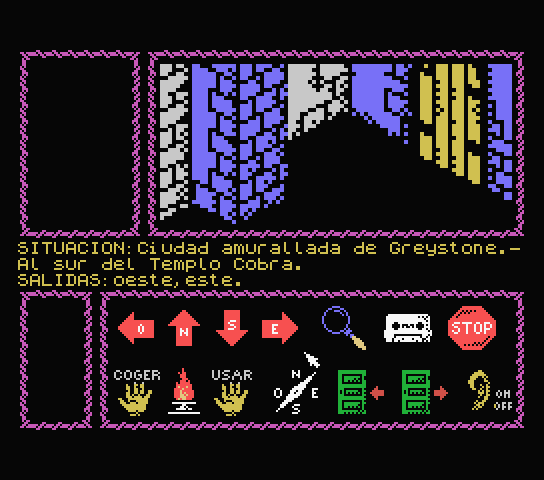 SITUACION: Ciudad amurallada de Greystone.-
Al sur del Templo Cobra.
SALIDAS: oeste, este.
O N S E STOP
COGER USAR
N
O E
S
ON
OFF